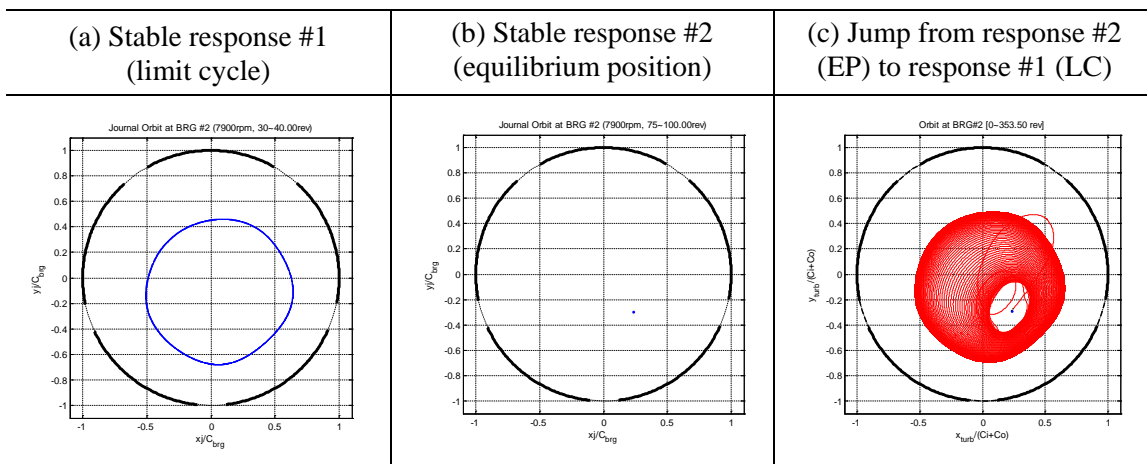 (a) Stable response #1
(limit cycle)
(b) Stable response #2
(equilibrium position)
(c) Jump from response #2
(EP) to response #1 (LC)
Journal Orbit at BRG #2 (7900rpm, 30~40.00rev)
1
0.8
0.6
0.4
0.2
0
-0.2
-0.4
-0.6
-0.8
-1
yj/C_brg
-1 -0.5 0 0.5 1
xj/C_brg
Journal Orbit at BRG #2 (7900rpm, 75~100.00rev)
1
0.8
0.6
0.4
0.2
0
-0.2
-0.4
-0.6
-0.8
-1
yj/C_brg
-1 -0.5 0 0.5 1
xj/C_brg
Orbit at BRG#2 [0~353.50 rev]
1
0.8
0.6
0.4
0.2
0
-0.2
-0.4
-0.6
-0.8
-1
y_turb/(Ci+Co)
-1 -0.5 0 0.5 1
x_turb/(Ci+Co)